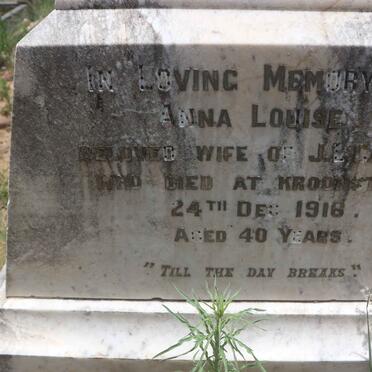 IN LOVING MEMORY
ANNA LOUISE
BELOVED WIFE OF J.
WHO DIED AT KROONST
24TH DEC 1918.
AGED 40 YEARS.
"TILL THE DAY BREAKS."